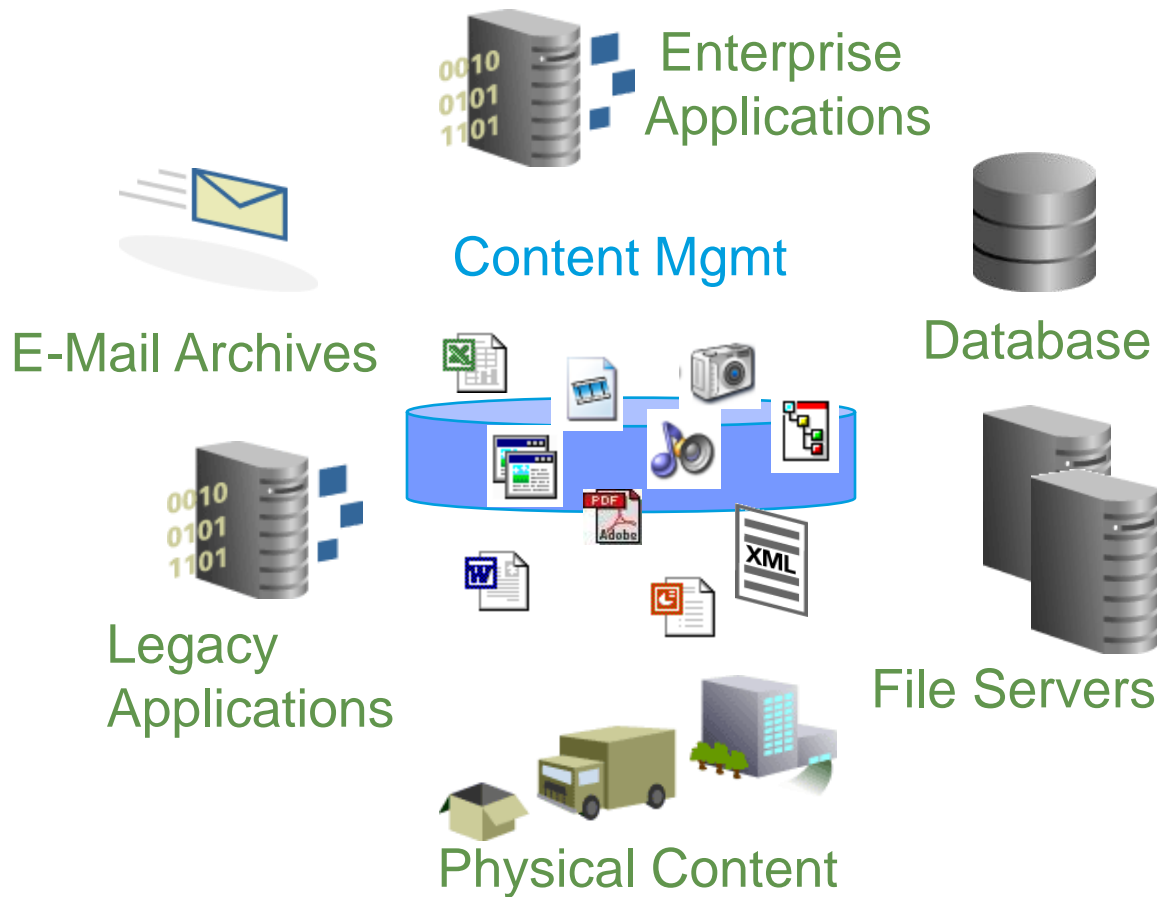 0010
0101
1101
Enterprise
Applications
Content Mgmt
E-Mail Archives
Database
PDF
Adobe
W
XML
0010
0101
1101
Legacy
Applications
File Servers
Physical Content